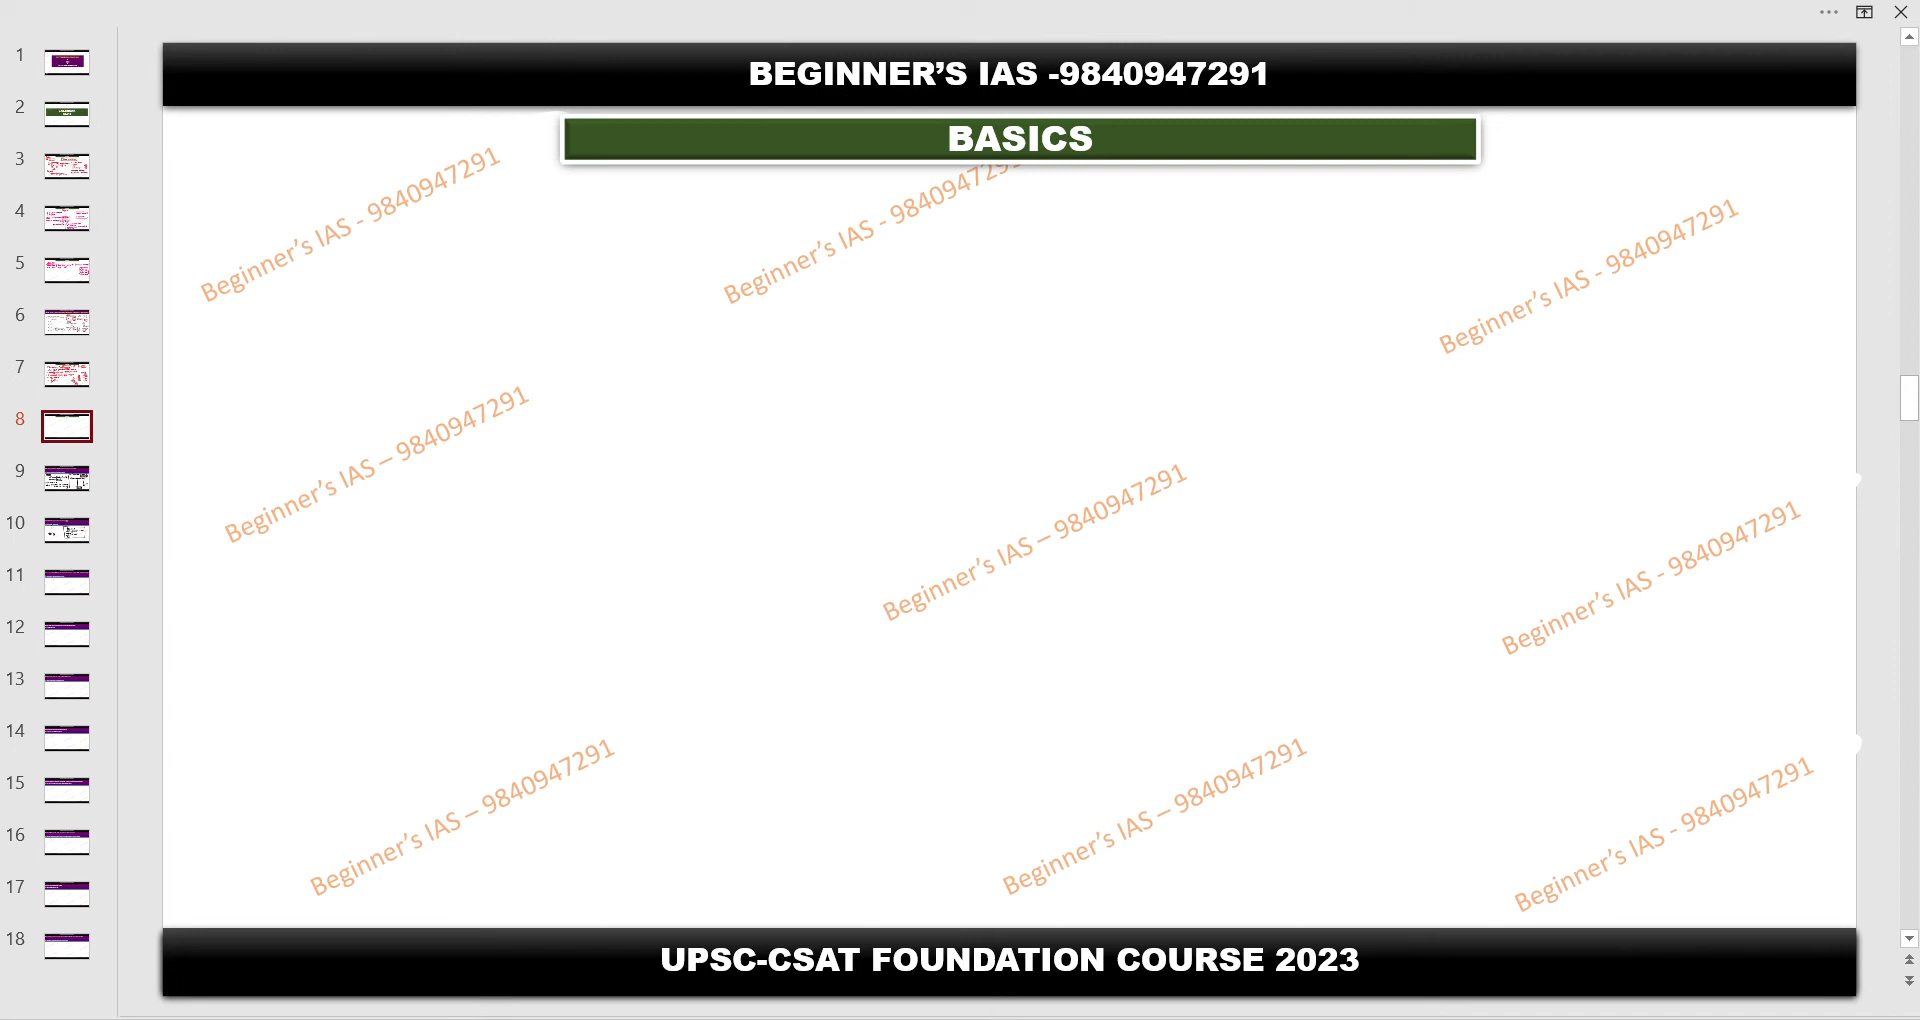 BEGINNER’S IAS -9840947291
BASICS
Beginner’s IAS - 9840947291
Beginner’s IAS - 9840947291
Beginner’s IAS - 9840947291
Beginner’s IAS – 9840947291
Beginner’s IAS – 9840947291
Beginner’s IAS - 9840947291
Beginner’s IAS – 9840947291
Beginner’s IAS – 9840947291
Beginner’s IAS - 9840947291
UPSC-CSAT FOUNDATION COURSE 2023
1
2
3
4
5
6
7
8
9
10
11
12
13
14
15
16
17
18